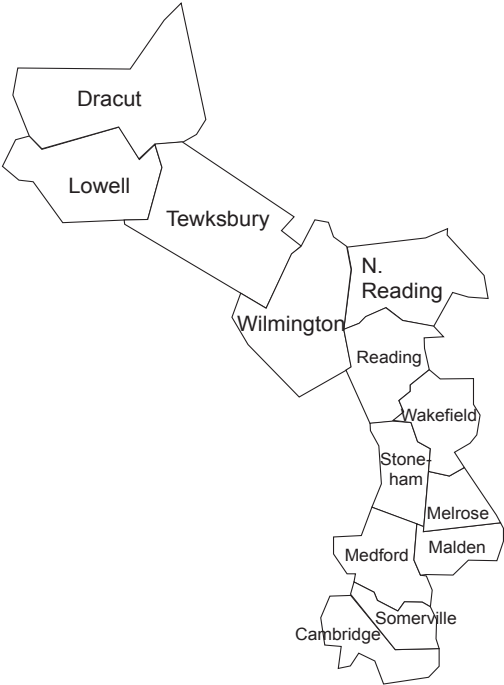 Dracut
Lowell
Tewksbury
N.
Reading
Wilmington
Reading
Wakefield
Stone-
ham
Melrose
Malden
Medford
Somerville
Cambridge